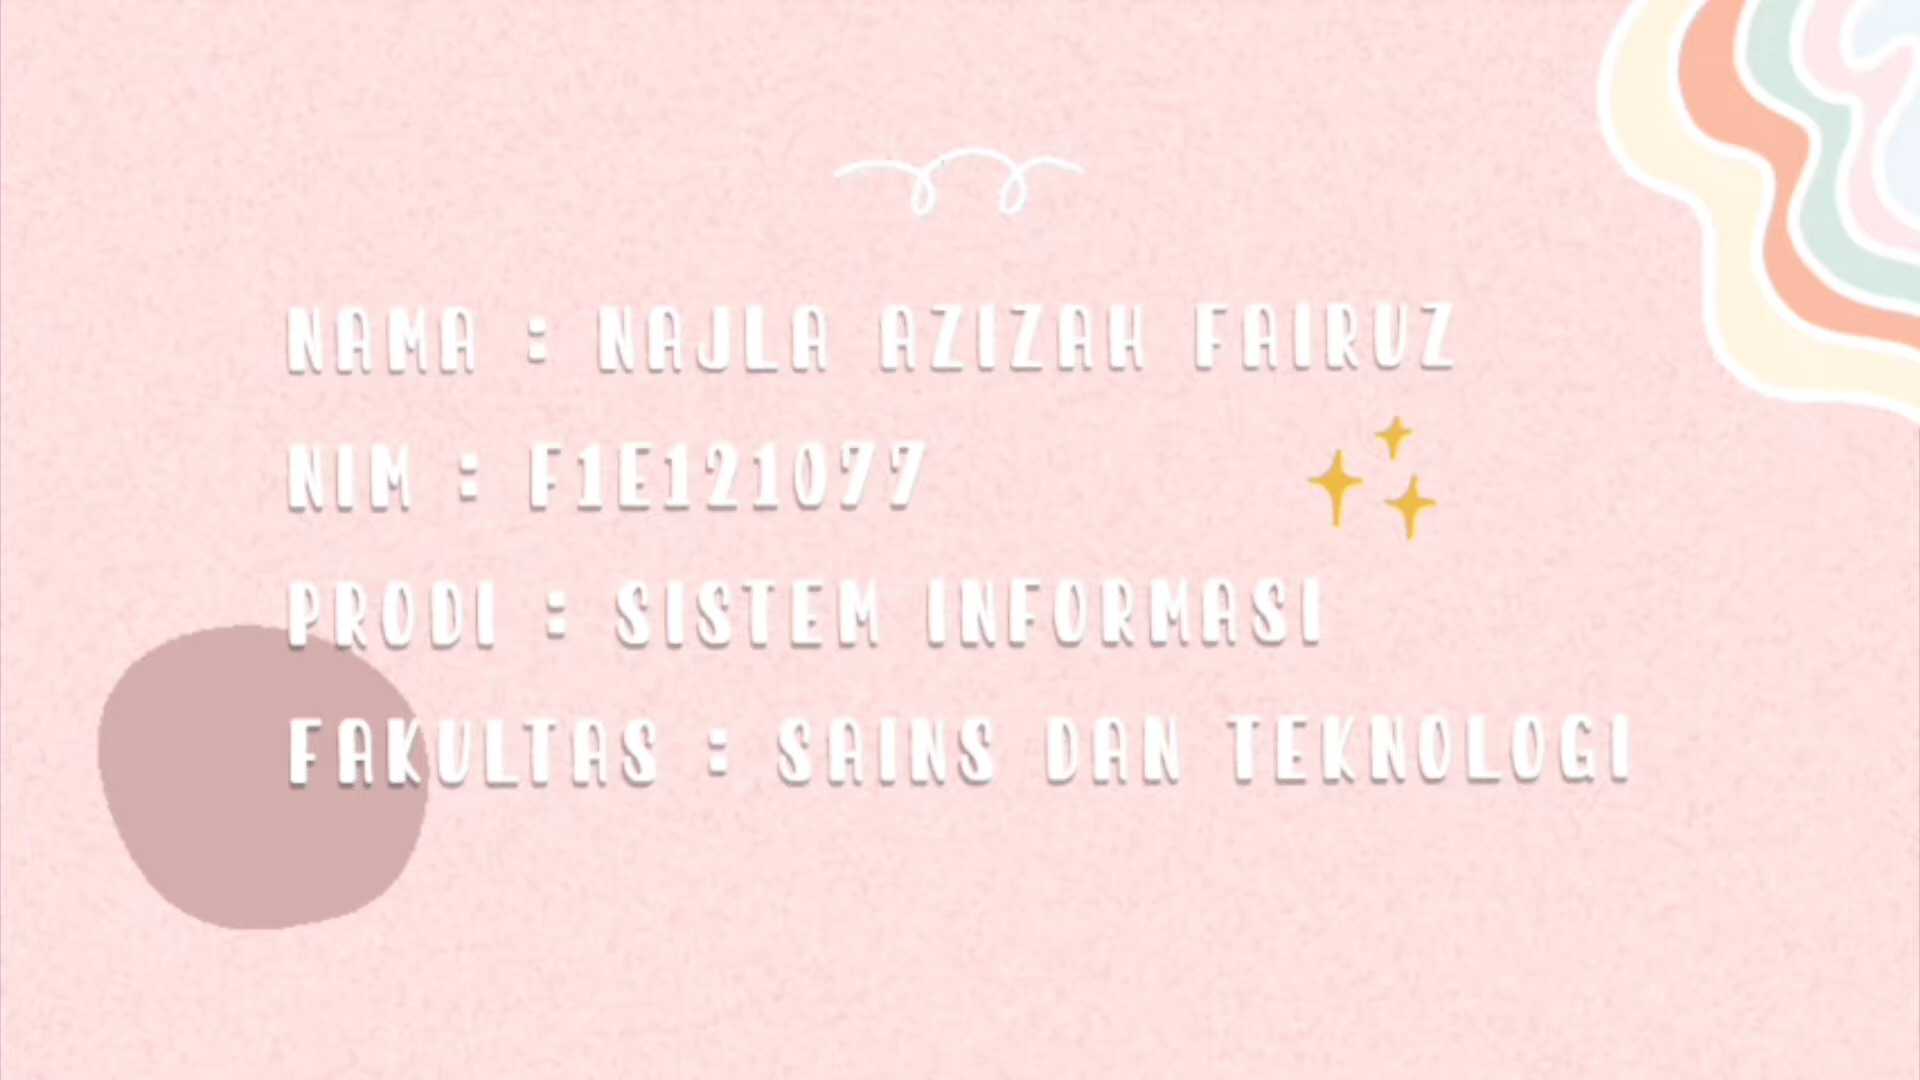 NAMA : NAJLA AZIZAH FAIRUZ
NIM : F1E121077
PRODI : SISTEM INFORMASI
FAKULTAS : SAINS DAN TEKNOLOGI